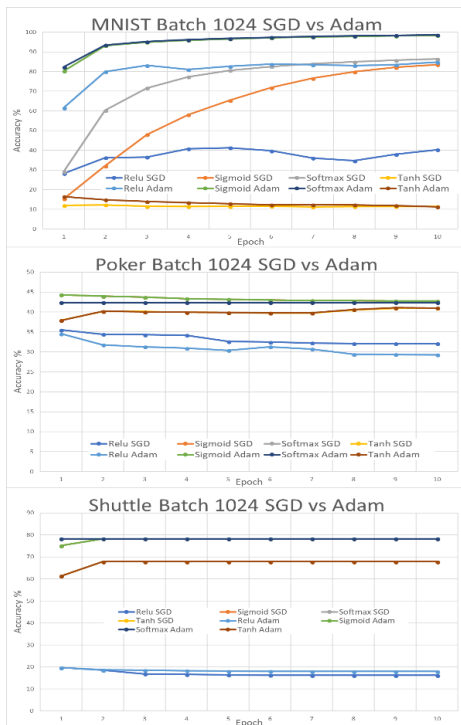 MNIST Batch 1024 SGD vs Adam
100
90
80
70
60
50
40
30
20
10
0
Accuracy %
Relu SGD Sigmoid SGD Softmax SGD Tanh SGD
Relu Adam Sigmoid Adam Softmax Adam Tanh Adam
1 2 3 4 5 6 7 8 9 10
Epoch
Poker Batch 1024 SGD vs Adam
50
45
40
35
30
25
20
15
10
5
0
Accuracy %
Relu SGD Sigmoid SGD Softmax SGD Tanh SGD
Relu Adam Sigmoid Adam Softmax Adam Tanh Adam
1 2 3 4 5 6 7 8 9 10
Epoch
Shuttle Batch 1024 SGD vs Adam
90
80
70
60
50
40
30
20
10
0
Accuracy %
Relu SGD Sigmoid SGD Softmax SGD
Tanh SGD Relu Adam Sigmoid Adam
Softmax Adam Tanh Adam
1 2 3 4 5 6 7 8 9 10
Epoch